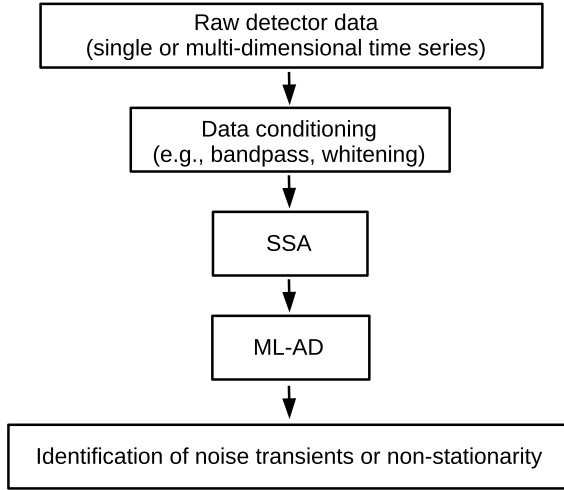 Raw detector data
(single or multi-dimensional time series)
Data conditioning
(e.g., bandpass, whitening)
SSA
ML-AD
Identification of noise transients or non-stationarity